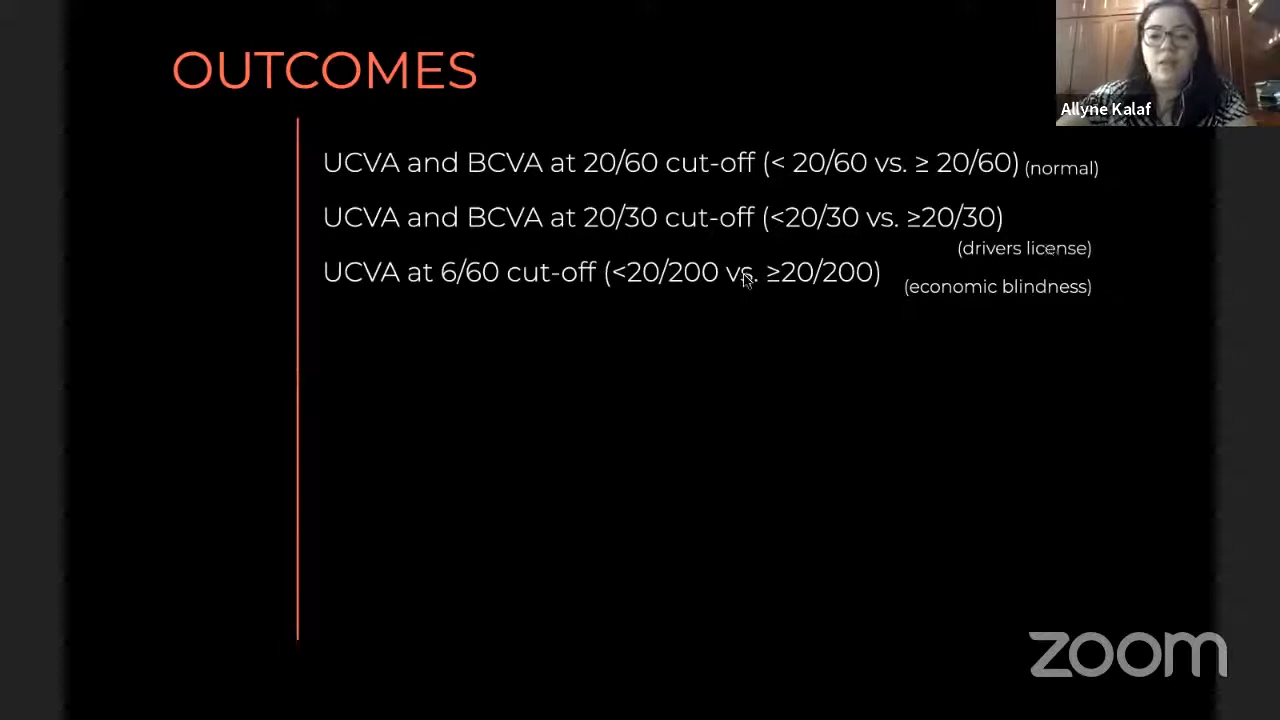 OUTCOMES
Allyne Kalaf
UCVA and BCVA at 20/60 cut-off (< 20/60 vs. ≥ 20/60) (normal)
UCVA and BCVA at 20/30 cut-off (<20/30 vs. ≥20/30)
(drivers license)
UCVA at 6/60 cut-off (<20/200 vs. ≥20/200)
(economic blindness)
zoom